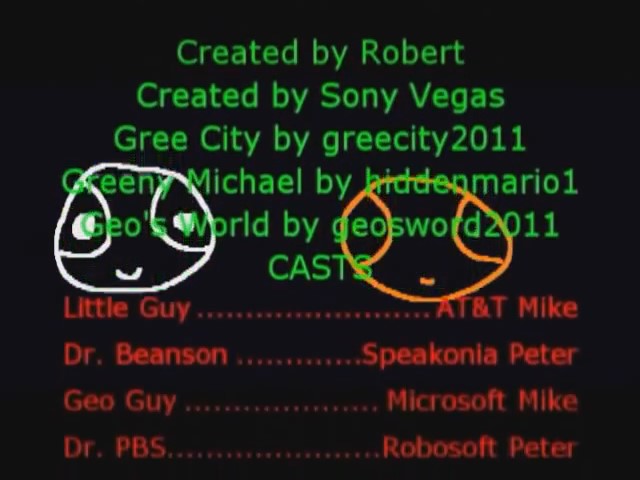 Created by Robert
Created by Sony Vegas
Gree City by greecity2011
Greeny Michael by hiddenmario1
Geo's World by geosword2011
CASTS
Little Guy ........................ AT&T Mike
Dr. Beanson .............Speakonia Peter
Geo Guy .................... Microsoft Mike
Dr. PBS......................Robosoft Peter